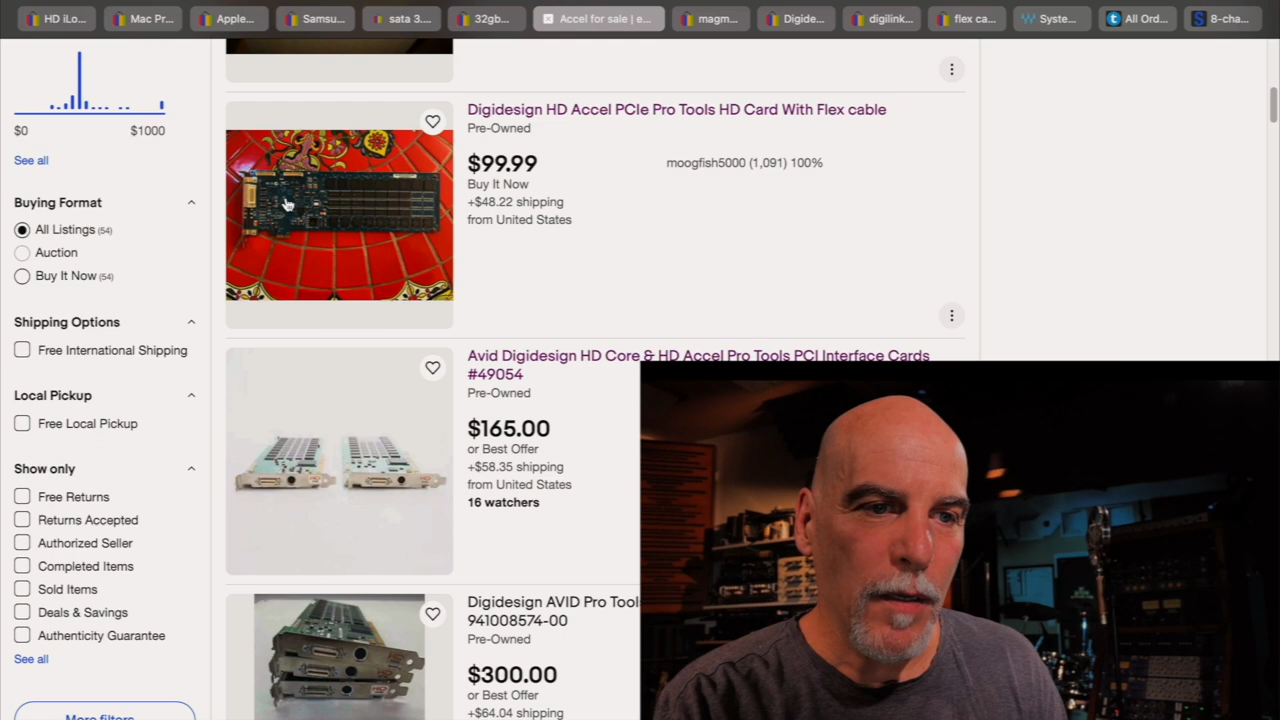 HD iLo...
Mac Pr...
Apple...
Samsu...
sata 3....
32gb...
Accel for sale | e...
magm...
Digide...
digilink...
flex ca...
Syste...
All Ord...
8-cha...
$0
$1000
See all
Buying Format
All Listings (54)
Auction
Buy It Now (54)
Shipping Options
Free International Shipping
Local Pickup
Free Local Pickup
Show only
Free Returns
Returns Accepted
Authorized Seller
Completed Items
Sold Items
Deals & Savings
Authenticity Guarantee
See all
More filters
Digidesign HD Accel PCIe Pro Tools HD Card With Flex cable
Pre-Owned
$99.99
moogfish5000 (1,091) 100%
Buy It Now
+$48.22 shipping
from United States
Avid Digidesign HD Core & HD Accel Pro Tools PCI Interface Cards
#49054
Pre-Owned
$165.00
or Best Offer
+$58.35 shipping
from United States
16 watchers
Digidesign AVID Pro Tool
941008574-00
Pre-Owned
$300.00
or Best Offer
+$64.04 shipping